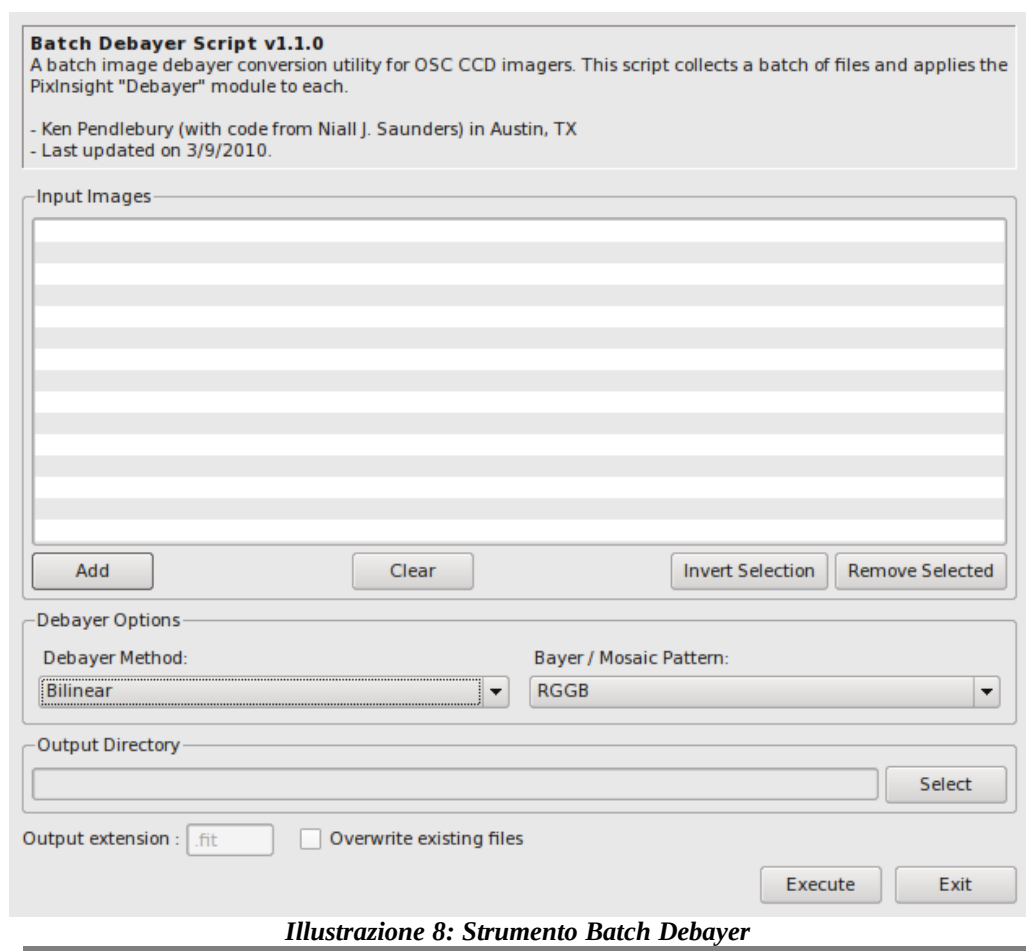 Batch Debayer Script v1.1.0
A batch image debayer conversion utility for OSC CCD imagers. This script collects a batch of files and applies the
PixInsight "Debayer" module to each.
- Ken Pendlebury (with code from Niall J. Saunders) in Austin, TX
- Last updated on 3/9/2010.
Input Images
Add Clear Invert Selection Remove Selected
Debayer Options
Debayer Method: Bayer / Mosaic Pattern:
Bilinear RGGB
Output Directory
Select
Output extension : .fit Overwrite existing files
Execute Exit
Illustrazione 8: Strumento Batch Debayer